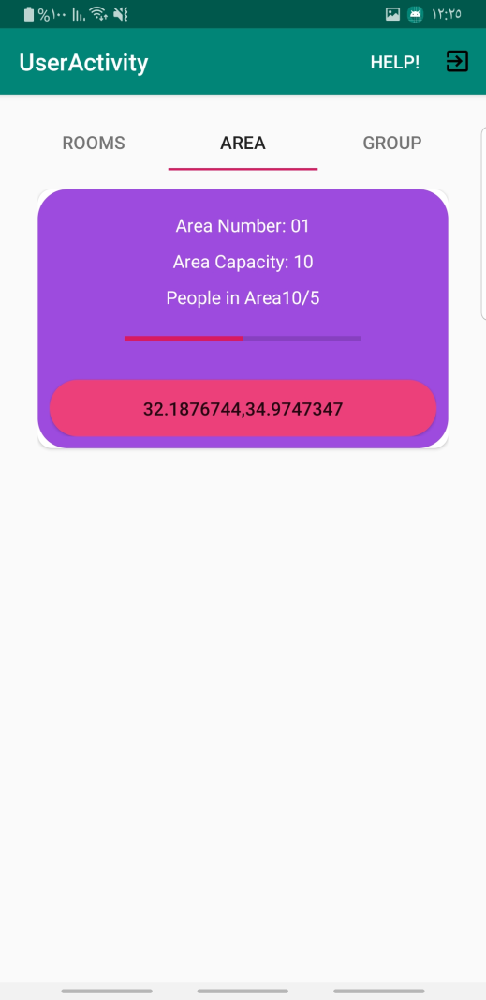 %١٠٠ ١٢:٢٥
UserActivity HELP!
ROOMS AREA GROUP
Area Number: 01
Area Capacity: 10
People in Area10/5
32.1876744,34.9747347